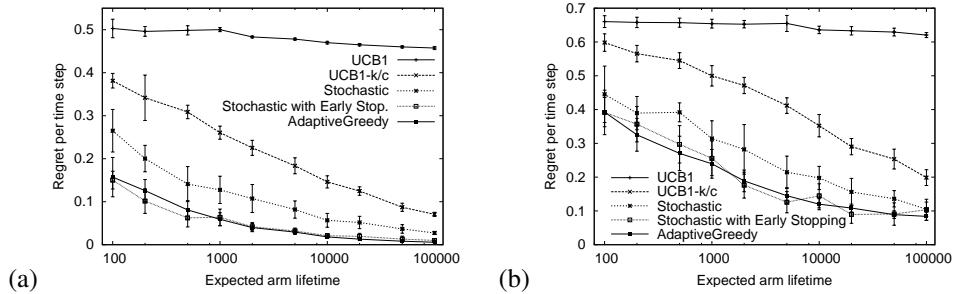 (a)
Regret per time step
0.5
0.4
0.3
0.2
0.1
0
UCB1
UCB1-k/c
Stochastic
Stochastic with Early Stop.
AdaptiveGreedy
100 1000 10000 100000
Expected arm lifetime
(b)
Regret per time step
0.7
0.6
0.5
0.4
0.3
0.2
0.1
0
UCB1
UCB1-k/c
Stochastic
Stochastic with Early Stopping
AdaptiveGreedy
100 1000 10000 100000
Expected arm lifetime